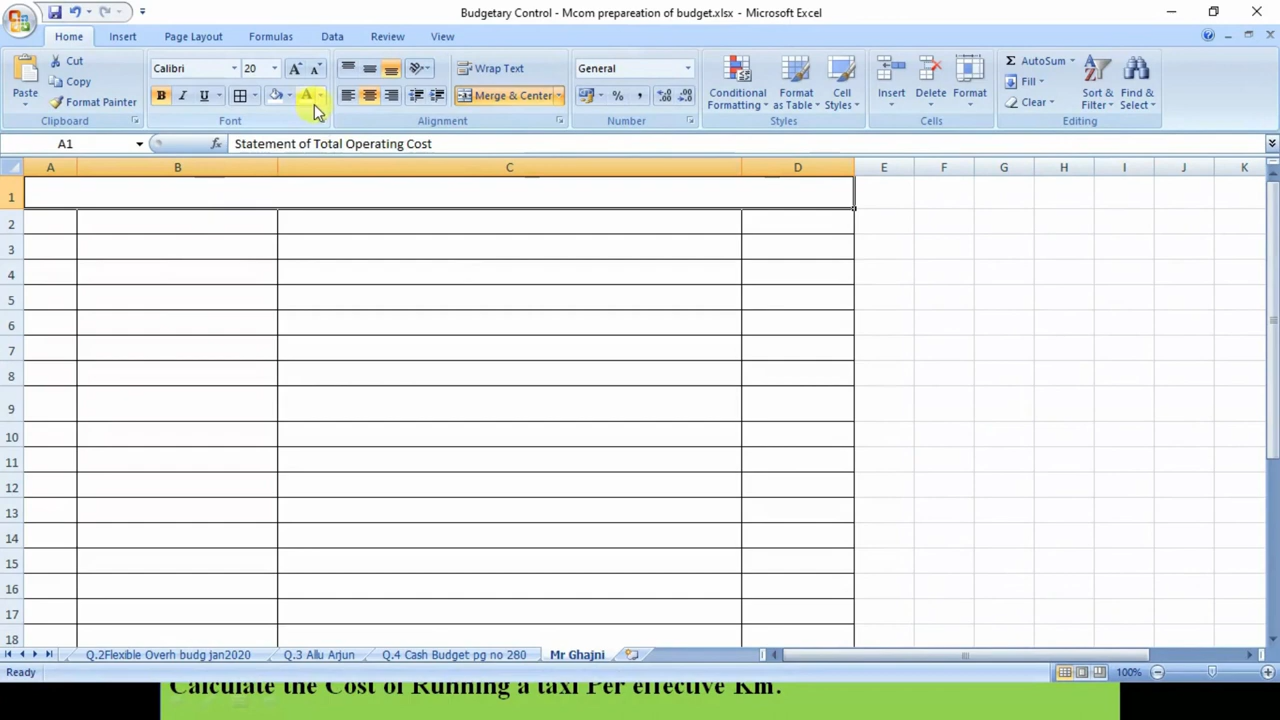 Budgetary Control - Mcom prepareation of budget.xlsx - Microsoft Excel
Home Insert Page Layout Formulas Data Review View
Paste Cut Copy Format Painter Clipboard
Calibri 20 A A B I U A Font
Wrap Text Merge & Center Alignment
General % , Number
Conditional Formatting Format as Table Cell Styles Styles
Insert Delete Format Cells
Σ AutoSum Fill Clear Sort & Filter Find & Select Editing
A1 fx Statement of Total Operating Cost
A B C D E F G H I J K
1
2
3
4
5
6
7
8
9
10
11
12
13
14
15
16
17
18
Q.2Flexible Overh budg jan2020 Q.3 Allu Arjun Q.4 Cash Budget pg no 280 Mr Ghajni
Ready 100%
Calculate the Cost of Running a taxi Per effective Km.